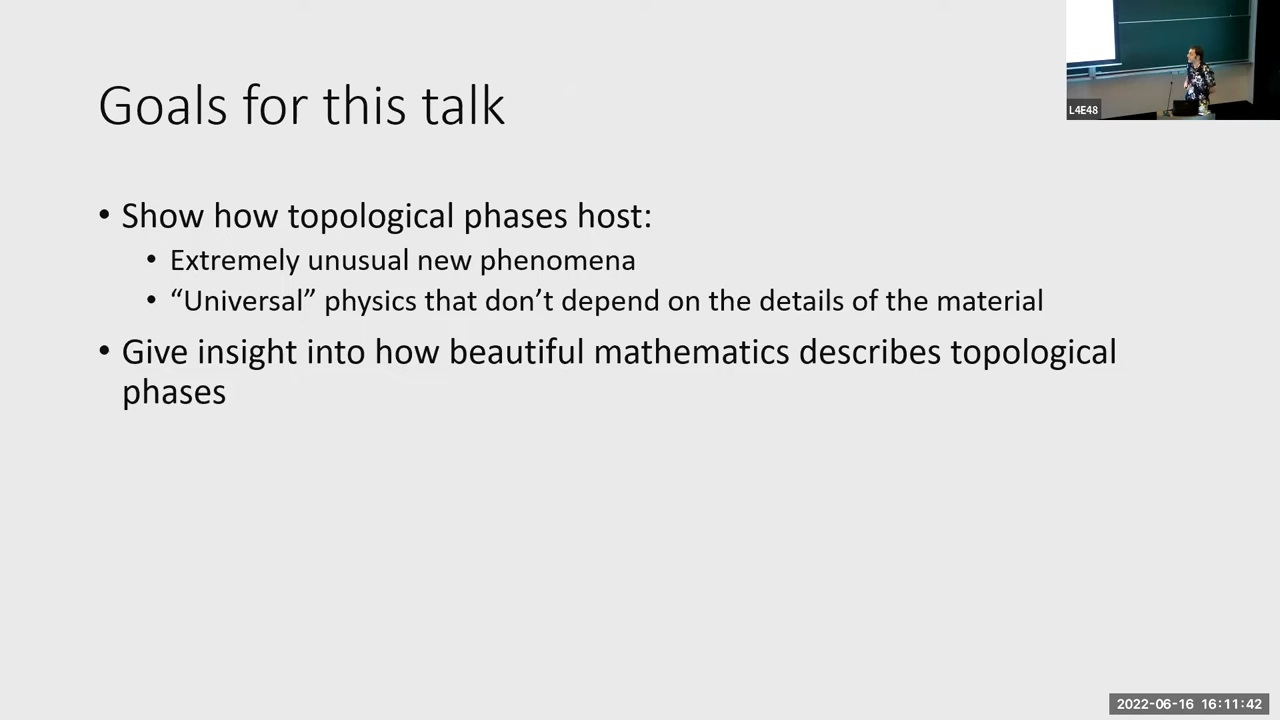 Goals for this talk
L4E48
• Show how topological phases host:
• Extremely unusual new phenomena
• “Universal” physics that don’t depend on the details of the material
• Give insight into how beautiful mathematics describes topological
phases
2022-06-16 16:11:42